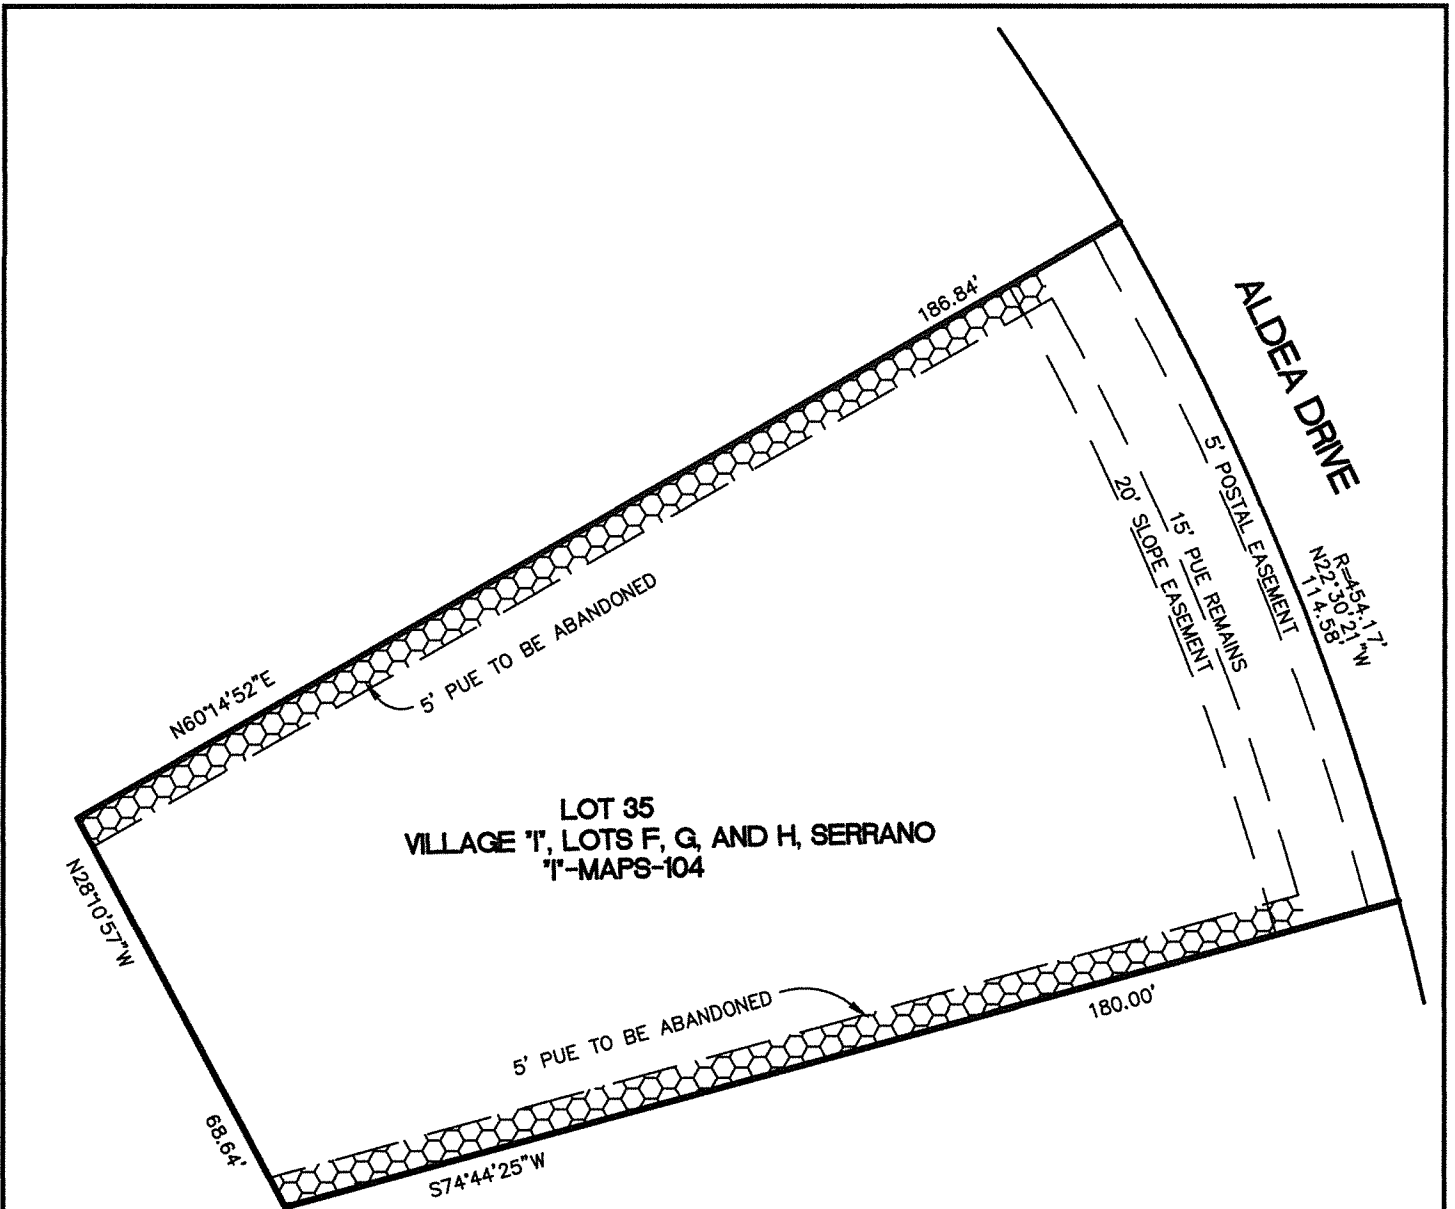 186.84'
ALDEA DRIVE
5' POSTAL EASEMENT
15' PUE REMAINS
20' SLOPE EASEMENT
R=454.17'
N22°30'21"W
114.58'
5' PUE TO BE ABANDONED
N60°14'52"E
LOT 35
VILLAGE "I", LOTS F, G, AND H, SERRANO
"I"-MAPS-104
N28°10'57"W
5' PUE TO BE ABANDONED
180.00'
68.64'
S74°44'25"W